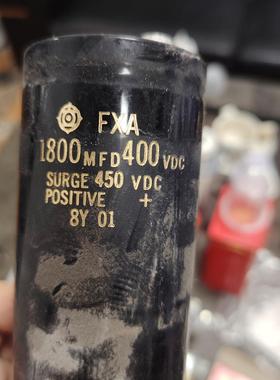 FXA
1800 MFD 400 VDC
SURGE 450 VDC
POSITIVE +
8Y 01